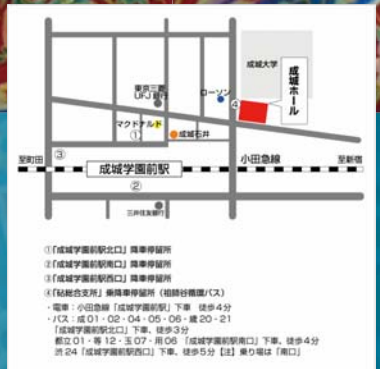 成城大学
成城ホール
東京三菱
UFJ銀行
ローソン
④
マクドナルド
①
成城石井
③
至町田
成城学園前駅
小田急線
至新宿
②
三井住友銀行
①「成城学園前駅北口」降車停留所
②「成城学園前駅南口」降車停留所
③「成城学園前駅西口」降車停留所
④「砧総合支所」乗降車停留所（祖師谷循環バス）
・電車：小田急線「成城学園前駅」下車 徒歩4分
・バス：成01・02・04・05・06・歳20・21
「成城学園前駅北口」下車、徒歩3分
都立01・等12・玉07・用06 「成城学園前駅南口」下車、徒歩4分
渋24「成城学園前駅西口」下車、徒歩5分【注】乗り場は「南口」